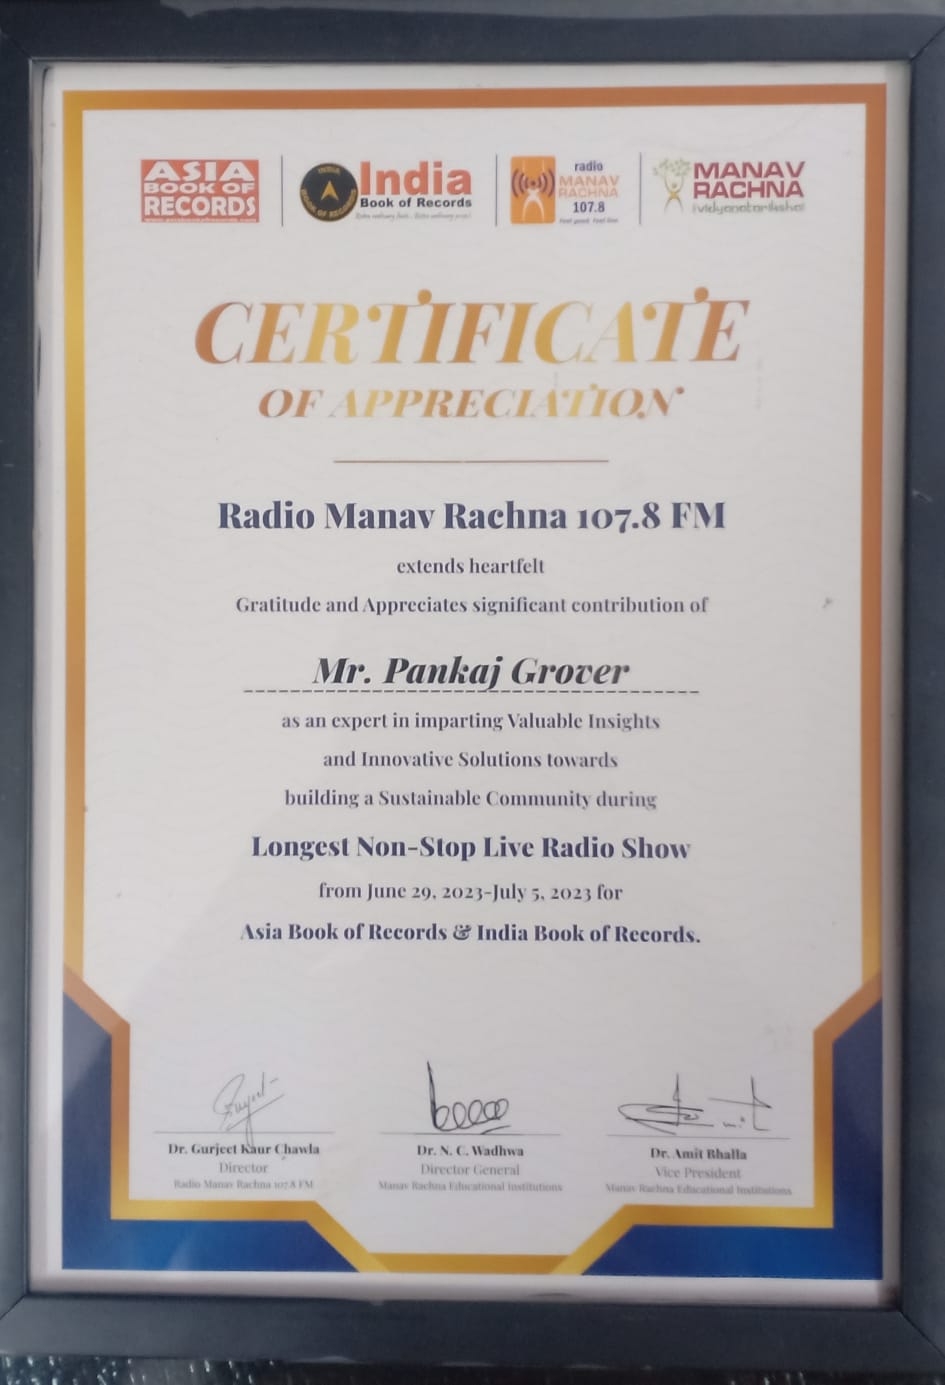 ASIA
BOOK OF
RECORDS
India
Book of Records
radio
MANAV
RACHNA
107.8
Feel good Feel live
MANAV
RACHNA
vidyanatariksha
CERTIFICATE
OF APPRECIATION
Radio Manav Rachna 107.8 FM
extends heartfelt
Gratitude and Appreciates significant contribution of
Mr. Pankaj Grover
as an expert in imparting Valuable Insights
and Innovative Solutions towards
building a Sustainable Community during
Longest Non-Stop Live Radio Show
from June 29, 2023-July 5, 2023 for
Asia Book of Records & India Book of Records.
Dr. Gurjeet Kaur Chawla
Director
Radio Manav Rachna 107.8 FM
Dr. N. C. Wadhwa
Director General
Manav Rachna Educational Institutions
Dr. Amit Bhalla
Vice President
Manav Rachna Educational Institutions